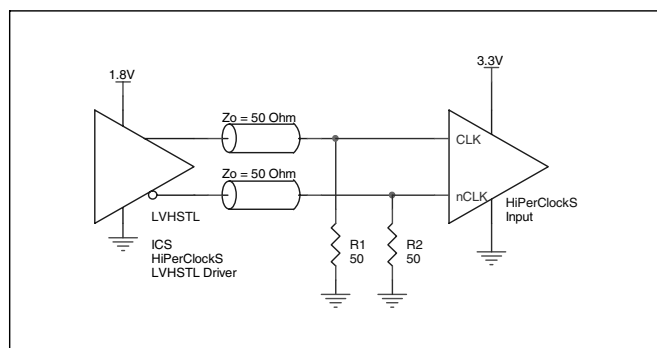 1.8V
3.3V
Zo = 50 Ohm
CLK
Zo = 50 Ohm
nCLK
HiPerClockS
Input
LVHSTL
ICS
HiPerClockS
LVHSTL Driver
R1
50
R2
50